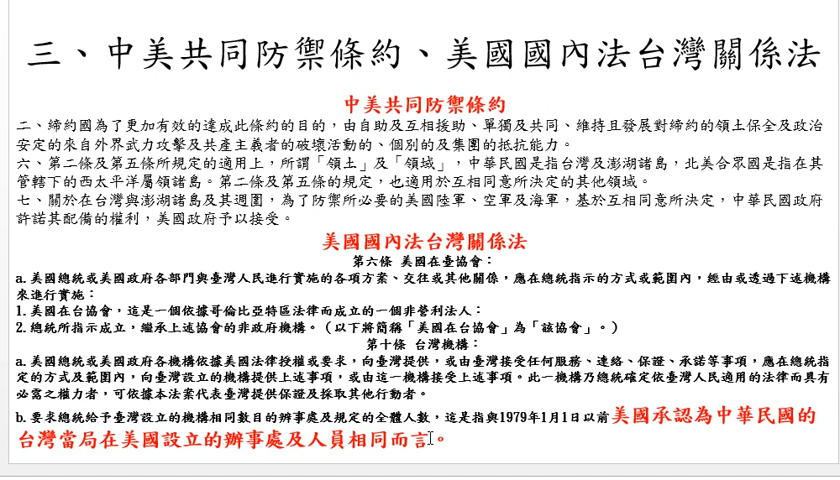 三、中美共同防禦條約、美國國內法台灣關係法
中美共同防禦條約
二、締約國為了更加有效的達成此條約的目的，由自助及互相援助、單獨及共同、維持且發展對締約的領土保全及政治
安定的來自外界武力攻擊及共產主義者的破壞活動的、個別的及集團的抵抗能力。
六、第二條及第五條所規定的適用上，所謂「領土」及「領域」，中華民國是指台灣及澎湖諸島，北美合眾國是指在其
管轄下的西太平洋屬領諸島。第二條及第五條的規定，也適用於互相同意所決定的其他領域。
七、關於在台灣與澎湖諸島及其週圍，為了防禦所必要的美國陸軍、空軍及海軍，基於互相同意所決定，中華民國政府
許諾其配備的權利，美國政府予以接受。
美國國內法台灣關係法
第六條 美國在臺協會：
a.美國總統或美國政府各部門與臺灣人民進行實施的各項方案、交往或其他關係，應在總統指示的方式或範圍內，經由或透過下述機構
來進行實施：
1.美國在台協會，這是一個依據哥倫比亞特區法律而成立的一個非營利法人：
2.總統所指示成立，繼承上述協會的非政府機構。（以下將簡稱「美國在台協會」為「該協會」。）
第十條 台灣機構：
a.美國總統或美國政府各機構依據美國法律授權或要求，向臺灣提供，或由臺灣接受任何服務、連絡、保證、承諾等事項，應在總統指
定的方式及範圍內，向臺灣設立的機構提供上述事項，或由這一機構接受上述事項。此一機構乃總統確定依臺灣人民適用的法律而具有
必需之權力者，可依據本法案代表臺灣提供保證及採取其他行動者。
b.要求總統給予臺灣設立的機構相同數目的辦事處及規定的全體人數，這是指與1979年1月1日以前美國承認為中華民國的
台灣當局在美國設立的辦事處及人員相同而言。